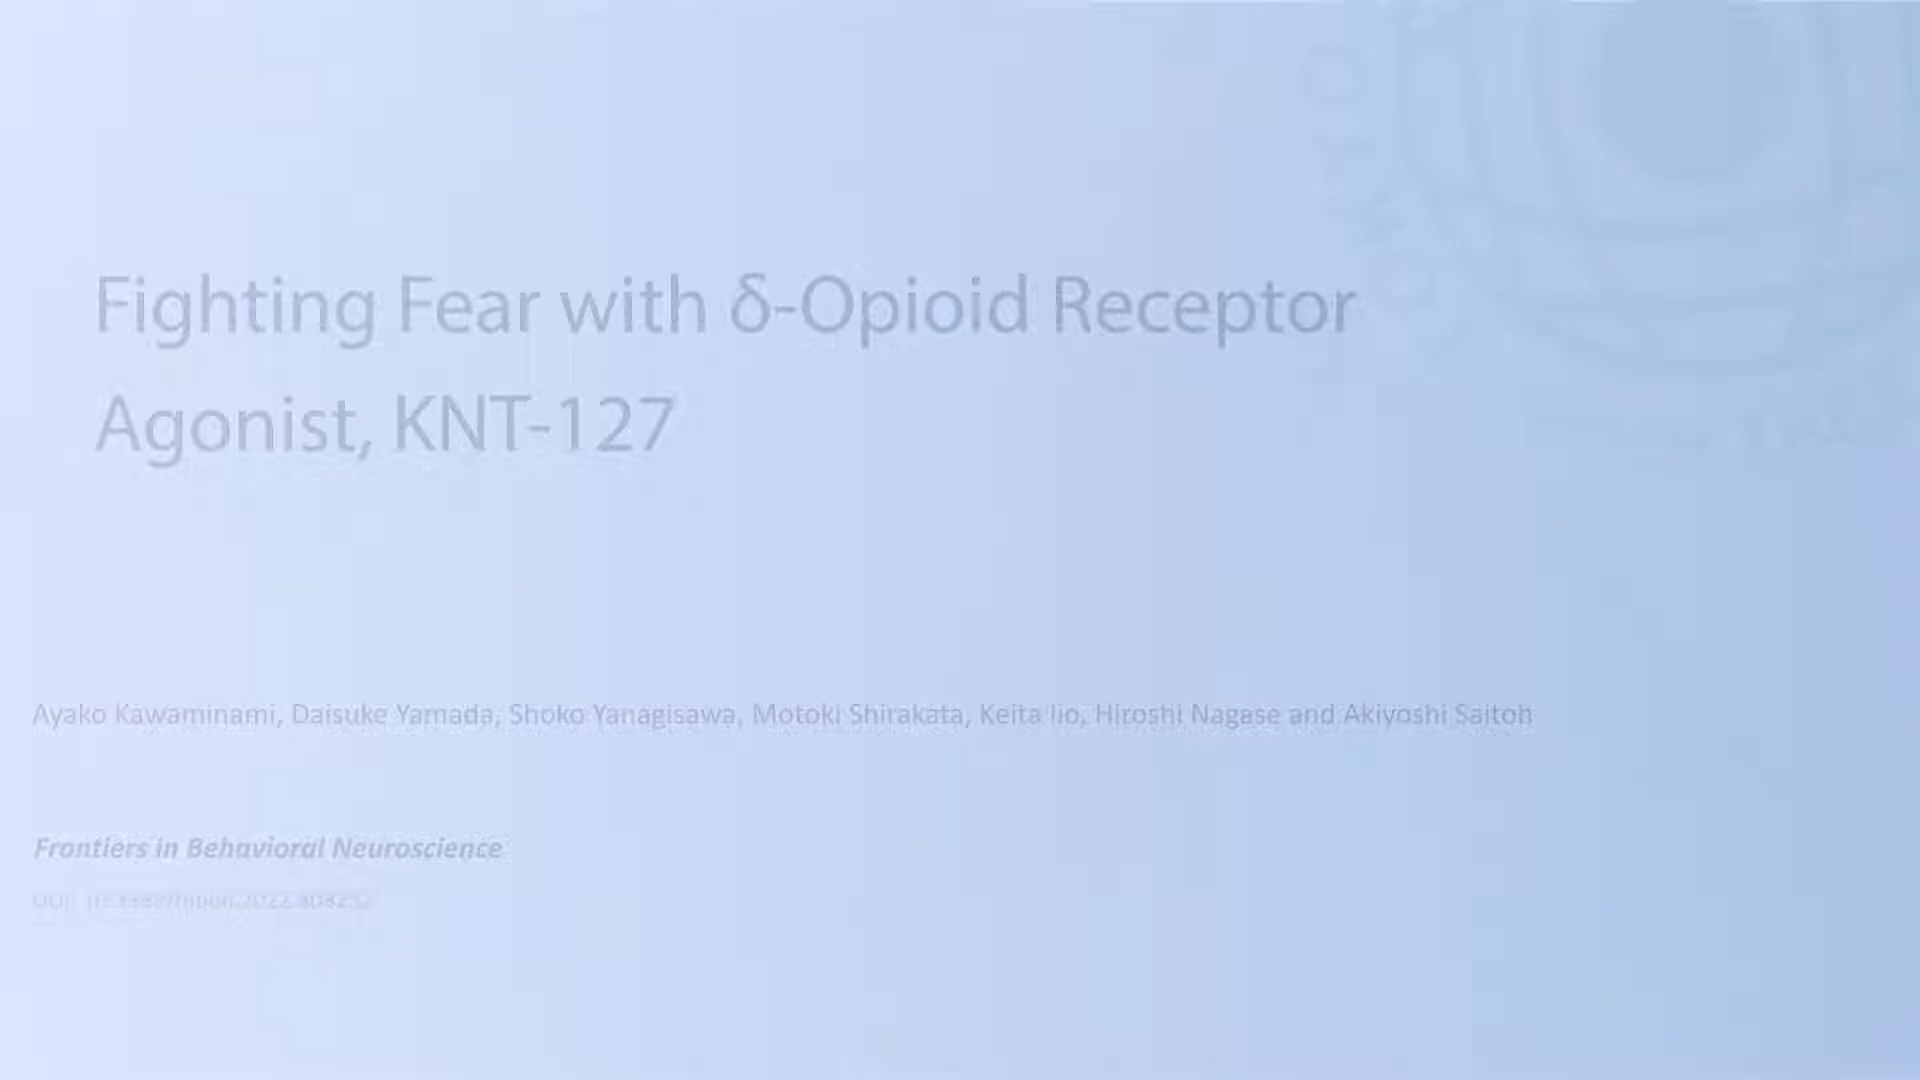 Fighting Fear with δ-Opioid Receptor
Agonist, KNT-127
Ayako Kawaminami, Daisuke Yamada, Shoko Yanagisawa, Motoki Shirakata, Keita Iio, Hiroshi Nagase and Akiyoshi Saitoh
Frontiers in Behavioral Neuroscience
DOI: